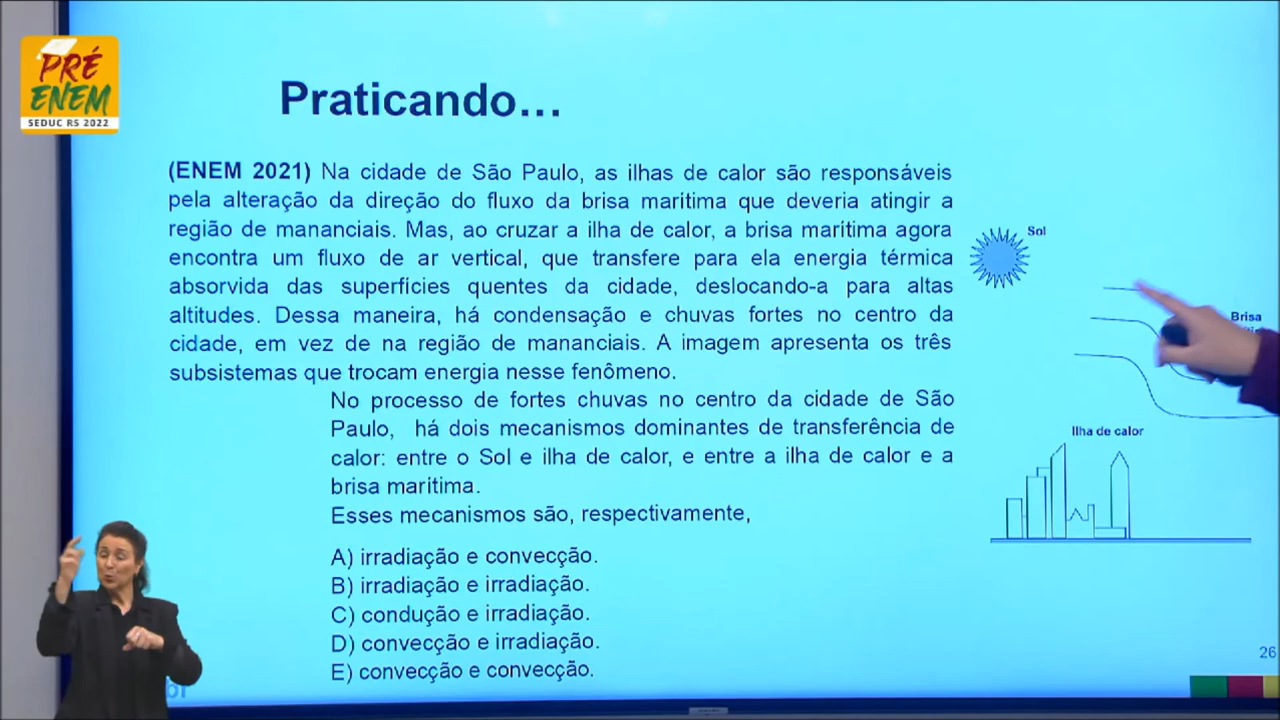 PRÉ
ENEM
SEDUC RS 2022
Praticando...
(ENEM 2021) Na cidade de São Paulo, as ilhas de calor são responsáveis
pela alteração da direção do fluxo da brisa marítima que deveria atingir a
região de mananciais. Mas, ao cruzar a ilha de calor, a brisa marítima agora
encontra um fluxo de ar vertical, que transfere para ela energia térmica
absorvida das superfícies quentes da cidade, deslocando-a para altas
altitudes. Dessa maneira, há condensação e chuvas fortes no centro da
cidade, em vez de na região de mananciais. A imagem apresenta os três
subsistemas que trocam energia nesse fenômeno.
No processo de fortes chuvas no centro da cidade de São
Paulo, há dois mecanismos dominantes de transferência de
calor: entre o Sol e ilha de calor, e entre a ilha de calor e a
brisa marítima.
Esses mecanismos são, respectivamente,
A) irradiação e convecção.
B) irradiação e irradiação.
C) condução e irradiação.
D) convecção e irradiação.
E) convecção e convecção.
Sol
Brisa
Ilha de calor
26